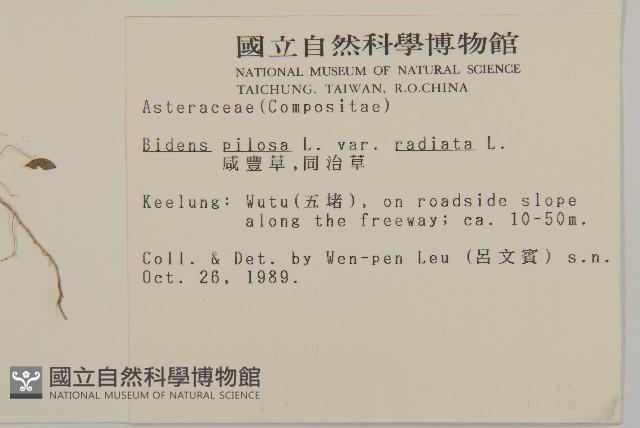 國立自然科學博物館
NATIONAL MUSEUM OF NATURAL SCIENCE
TAICHUNG. TAIWAN, R.O.CHINA
Asteraceae(Compositae)
Bidens pilosa L. var. radiata L.
咸豐草,同治草
Keelung: Wutu(五堵), on roadside slope
along the freeway; ca. 10-50m.
Coll. & Det. by Wen-pen Leu (呂文賓) s.n.
Oct. 26, 1989.
國立自然科學博物館
NATIONAL MUSEUM OF NATURAL SCIENCE